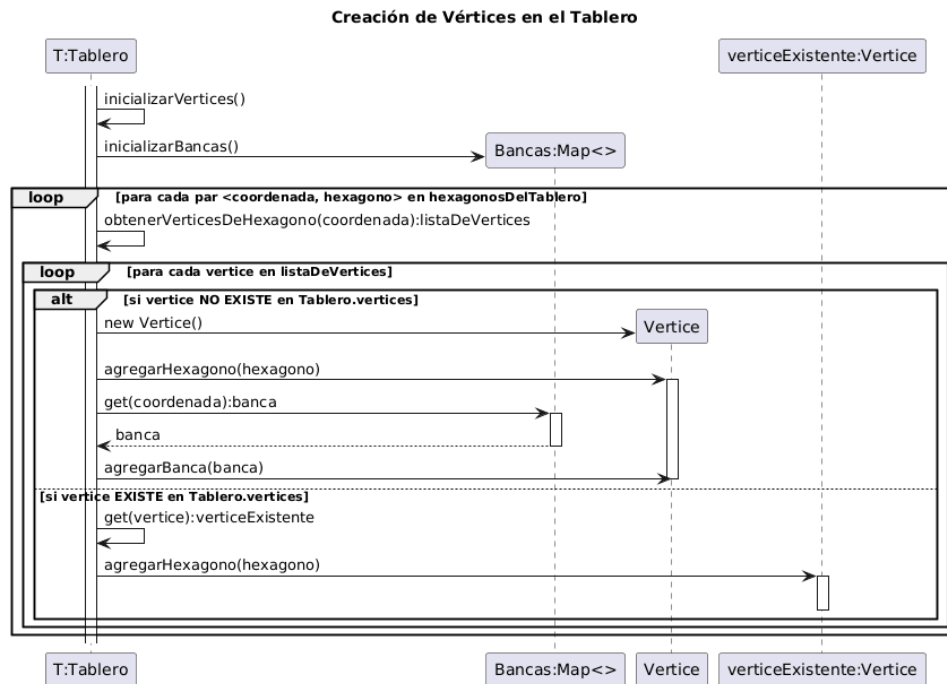 Creación de Vértices en el Tablero
T:Tablero
verticeExistente:Vertice
inicializarVertices()
inicializarBancas()
Bancas:Map<>
loop [para cada par <coordenada, hexagono> en hexagonosDelTablero]
obtenerVerticesDeHexagono(coordenada):listaDeVertices
loop [para cada vertice en listaDeVertices]
alt [si vertice NO EXISTE en Tablero.vertices]
new Vertice()
Vertice
agregarHexagono(hexagono)
get(coordenada):banca
banca
agregarBanca(banca)
[si vertice EXISTE en Tablero.vertices]
get(vertice):verticeExistente
agregarHexagono(hexagono)
T:Tablero
Bancas:Map<>
Vertice
verticeExistente:Vertice